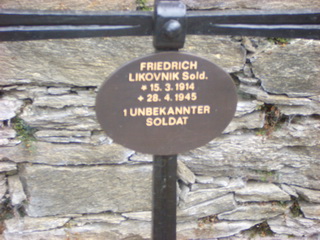 FRIEDRICH
LIKOVNIK Sold.
* 15. 3. 1914
+ 28. 4. 1945
1 UNBEKANNTER
SOLDAT